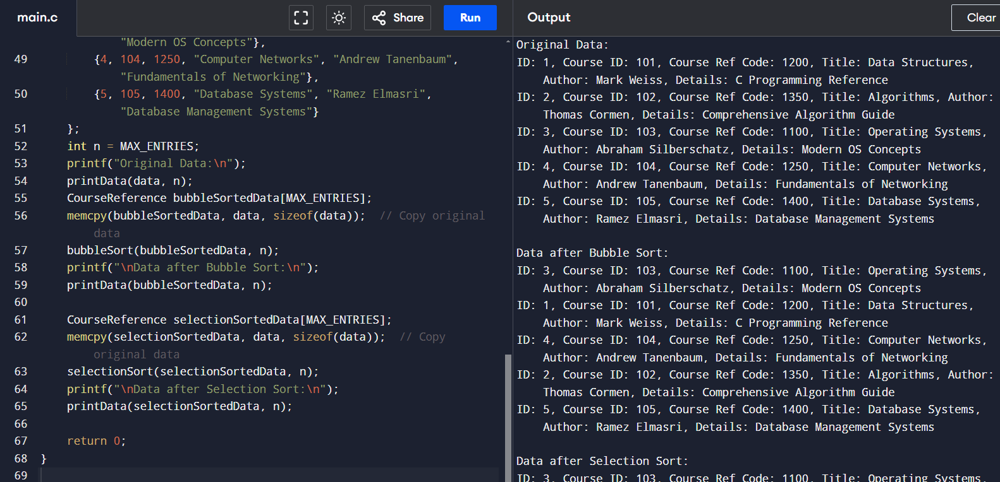 main.c
Share
Run
Output
Clear
"Modern OS Concepts"},
49 {4, 104, 1250, "Computer Networks", "Andrew Tanenbaum",
"Fundamentals of Networking"},
50 {5, 105, 1400, "Database Systems", "Ramez Elmasri",
"Database Management Systems"}
51 };
52 int n = MAX_ENTRIES;
53 printf("Original Data:\n");
54 printData(data, n);
55 CourseReference bubbleSortedData[MAX_ENTRIES];
56 memcpy(bubbleSortedData, data, sizeof(data)); // Copy original
data
57 bubbleSort(bubbleSortedData, n);
58 printf("\nData after Bubble Sort:\n");
59 printData(bubbleSortedData, n);
60
61 CourseReference selectionSortedData[MAX_ENTRIES];
62 memcpy(selectionSortedData, data, sizeof(data)); // Copy
original data
63 selectionSort(selectionSortedData, n);
64 printf("\nData after Selection Sort:\n");
65 printData(selectionSortedData, n);
66
67 return 0;
68 }
69
Original Data:
ID: 1, Course ID: 101, Course Ref Code: 1200, Title: Data Structures,
Author: Mark Weiss, Details: C Programming Reference
ID: 2, Course ID: 102, Course Ref Code: 1350, Title: Algorithms, Author:
Thomas Cormen, Details: Comprehensive Algorithm Guide
ID: 3, Course ID: 103, Course Ref Code: 1100, Title: Operating Systems,
Author: Abraham Silberschatz, Details: Modern OS Concepts
ID: 4, Course ID: 104, Course Ref Code: 1250, Title: Computer Networks,
Author: Andrew Tanenbaum, Details: Fundamentals of Networking
ID: 5, Course ID: 105, Course Ref Code: 1400, Title: Database Systems,
Author: Ramez Elmasri, Details: Database Management Systems
Data after Bubble Sort:
ID: 3, Course ID: 103, Course Ref Code: 1100, Title: Operating Systems,
Author: Abraham Silberschatz, Details: Modern OS Concepts
ID: 1, Course ID: 101, Course Ref Code: 1200, Title: Data Structures,
Author: Mark Weiss, Details: C Programming Reference
ID: 4, Course ID: 104, Course Ref Code: 1250, Title: Computer Networks,
Author: Andrew Tanenbaum, Details: Fundamentals of Networking
ID: 2, Course ID: 102, Course Ref Code: 1350, Title: Algorithms, Author:
Thomas Cormen, Details: Comprehensive Algorithm Guide
ID: 5, Course ID: 105, Course Ref Code: 1400, Title: Database Systems,
Author: Ramez Elmasri, Details: Database Management Systems
Data after Selection Sort:
ID: 3, Course ID: 103, Course Ref Code: 1100, Title: Operating Systems,